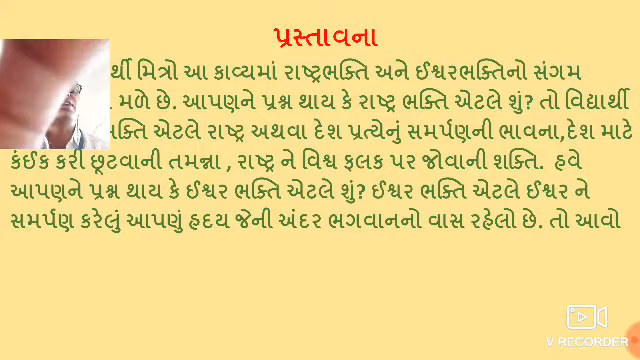 પ્રસ્તાવના
ર્થી મિત્રો આ કાવ્યમાં રાષ્ટ્રભક્તિ અને ઈશ્વરભક્તિનો સંગમ
મળે છે. આપણને પ્રશ્ન થાય કે રાષ્ટ્ર ભક્તિ એટલે શું? તો વિદ્યાર્થી
ભક્તિ એટલે રાષ્ટ્ર અથવા દેશ પ્રત્યેનું સમર્પણની ભાવના,દેશ માટે
કંઈક કરી છૂટવાની તમન્ના , રાષ્ટ્ર ને વિશ્વ ફલક પર જોવાની શક્તિ. હવે
આપણને પ્રશ્ન થાય કે ઈશ્વર ભક્તિ એટલે શું? ઈશ્વર ભક્તિ એટલે ઈશ્વર ને
સમર્પણ કરેલું આપણું હૃદય જેની અંદર ભગવાનનો વાસ રહેલો છે. તો આવો
V RECORDER